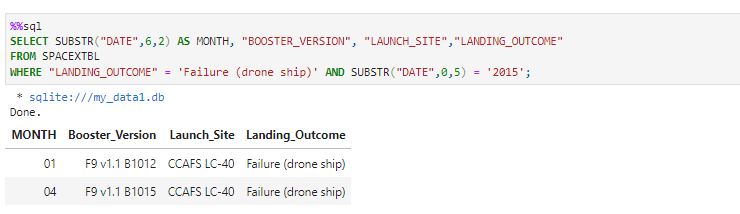 %%sql
SELECT SUBSTR("DATE",6,2) AS MONTH, "BOOSTER_VERSION", "LAUNCH_SITE","LANDING_OUTCOME"
FROM SPACEXTBL
WHERE "LANDING_OUTCOME" = 'Failure (drone ship)' AND SUBSTR("DATE",0,5) = '2015';
* sqlite:///my_data1.db
Done.
MONTH Booster_Version Launch_Site Landing_Outcome
01 F9 v1.1 B1012 CCAFS LC-40 Failure (drone ship)
04 F9 v1.1 B1015 CCAFS LC-40 Failure (drone ship)